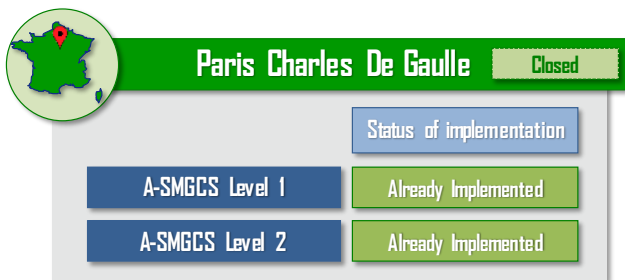 Paris Charles De Gaulle Closed
Status of implementation
A-SMGCS Level 1 Already Implemented
A-SMGCS Level 2 Already Implemented